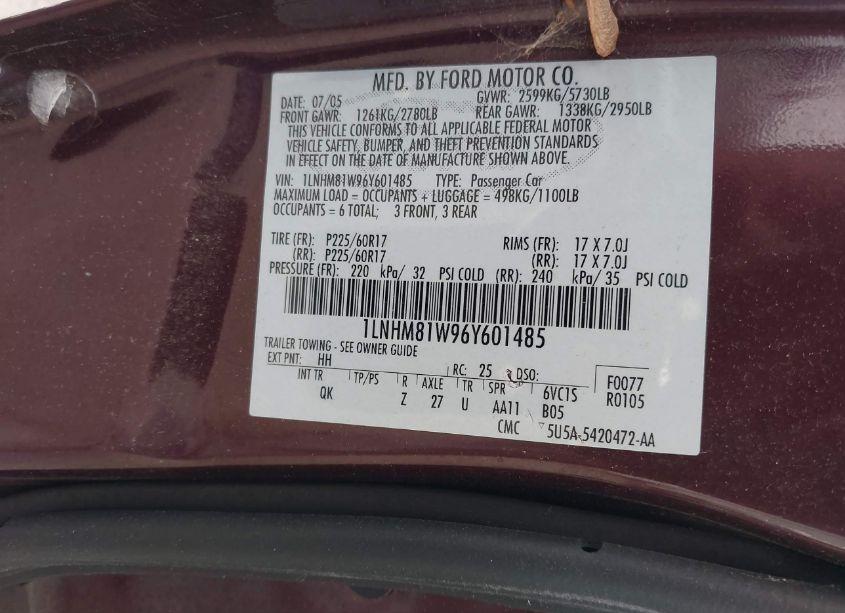 MFD. BY FORD MOTOR CO.
DATE: 07/05 GVWR: 2599KG/5730LB
FRONT GAWR: 1261KG/2780LB REAR GAWR: 1338KG/2950LB
THIS VEHICLE CONFORMS TO ALL APPLICABLE FEDERAL MOTOR
VEHICLE SAFETY, BUMPER, AND THEFT PREVENTION STANDARDS
IN EFFECT ON THE DATE OF MANUFACTURE SHOWN ABOVE.
VIN: 1LNHM81W96Y601485 TYPE: Passenger Car
MAXIMUM LOAD = OCCUPANTS + LUGGAGE = 498KG/1100LB
OCCUPANTS = 6 TOTAL; 3 FRONT, 3 REAR
TIRE (FR): P225/60R17 RIMS (FR): 17 X 7.0J
(RR): P225/60R17 (RR): 17 X 7.0J
PRESSURE (FR): 220 kPa/ 32 PSI COLD (RR): 240 kPa/ 35 PSI COLD
1LNHM81W96Y601485
TRAILER TOWING - SEE OWNER GUIDE
EXT PNT: HH RC: 25 DSO: F0077
INT TR TP/PS R AXLE TR SPR 6VC1S R0105
QK Z 27 U AA11 B05
CMC 5U5A-5420472-AA